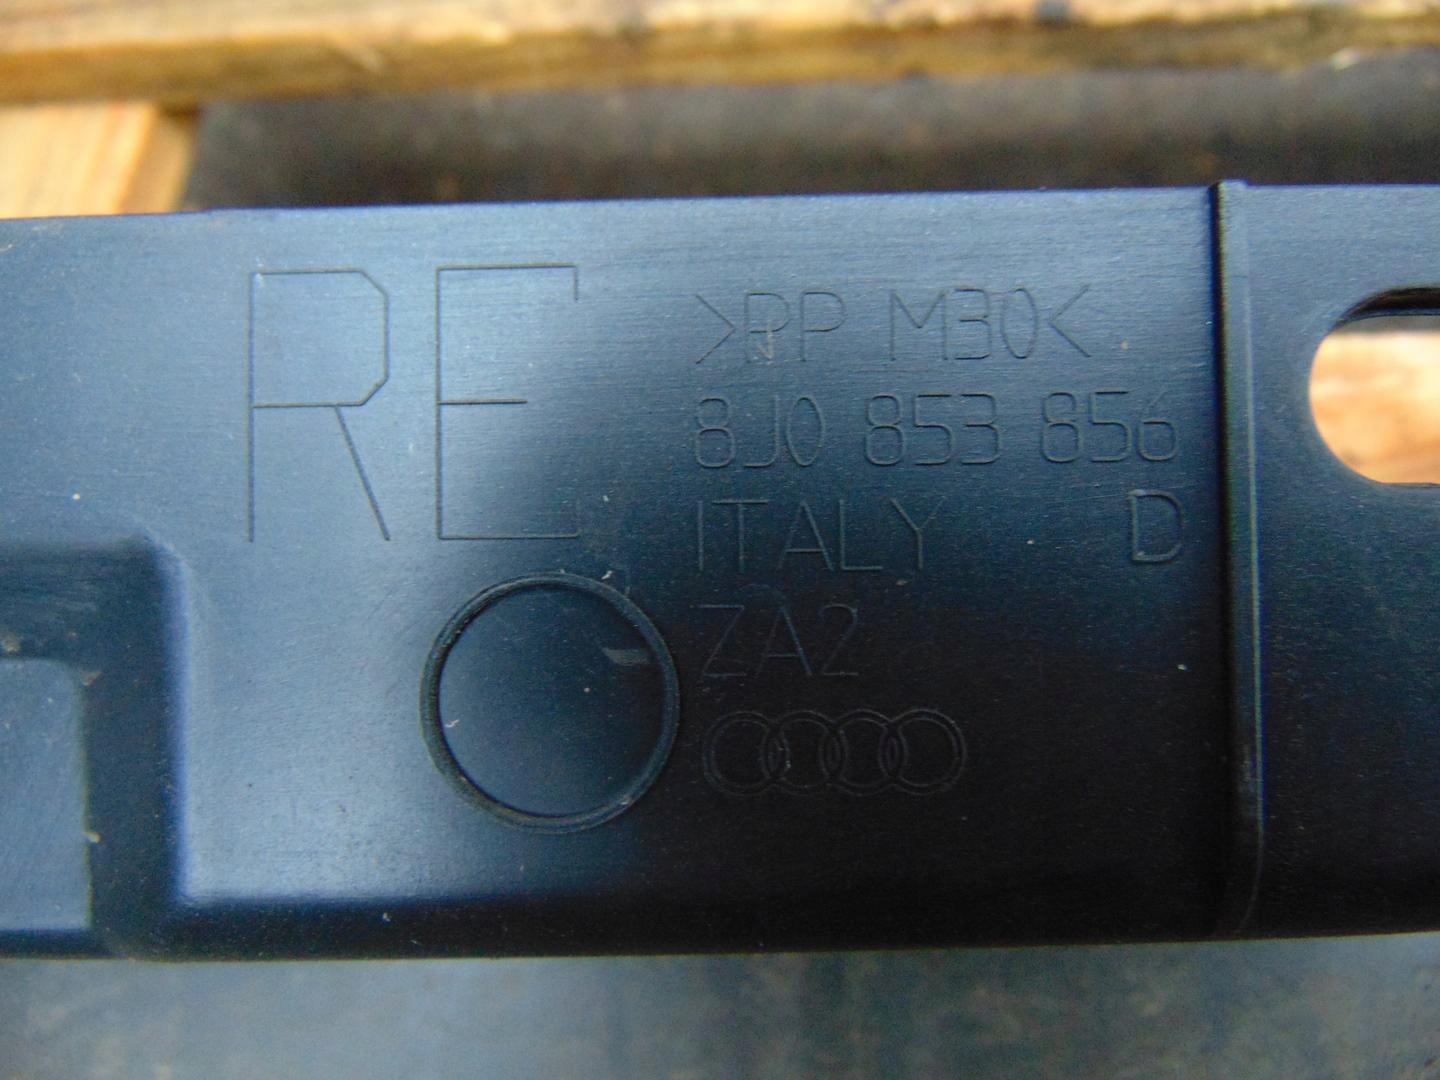 RE
>PP M30<
8J0 853 856
ITALY D
ZA2